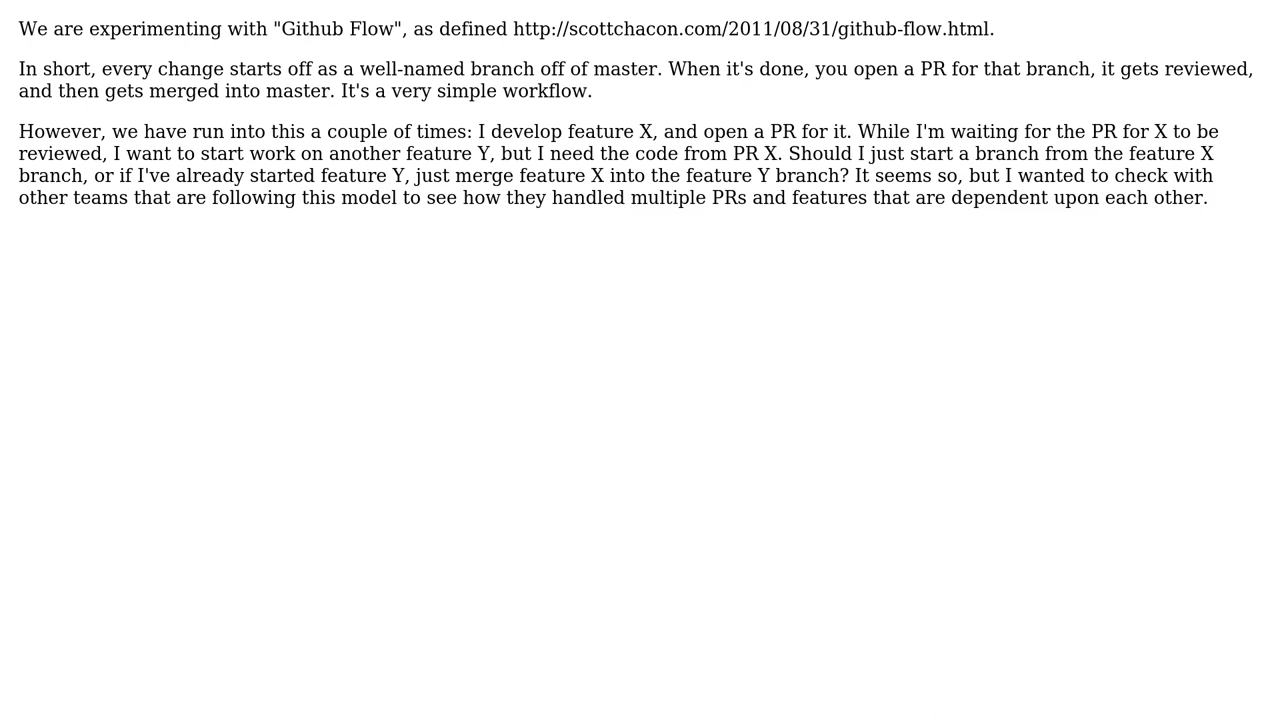 We are experimenting with "Github Flow", as defined http://scottchacon.com/2011/08/31/github-flow.html.
In short, every change starts off as a well-named branch off of master. When it's done, you open a PR for that branch, it gets reviewed,
and then gets merged into master. It's a very simple workflow.
However, we have run into this a couple of times: I develop feature X, and open a PR for it. While I'm waiting for the PR for X to be
reviewed, I want to start work on another feature Y, but I need the code from PR X. Should I just start a branch from the feature X
branch, or if I've already started feature Y, just merge feature X into the feature Y branch? It seems so, but I wanted to check with
other teams that are following this model to see how they handled multiple PRs and features that are dependent upon each other.